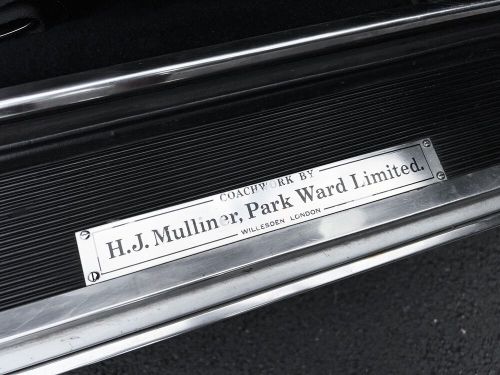 COACHWORK BY
H.J. Mulliner, Park Ward Limited.
WILLESDEN LONDON